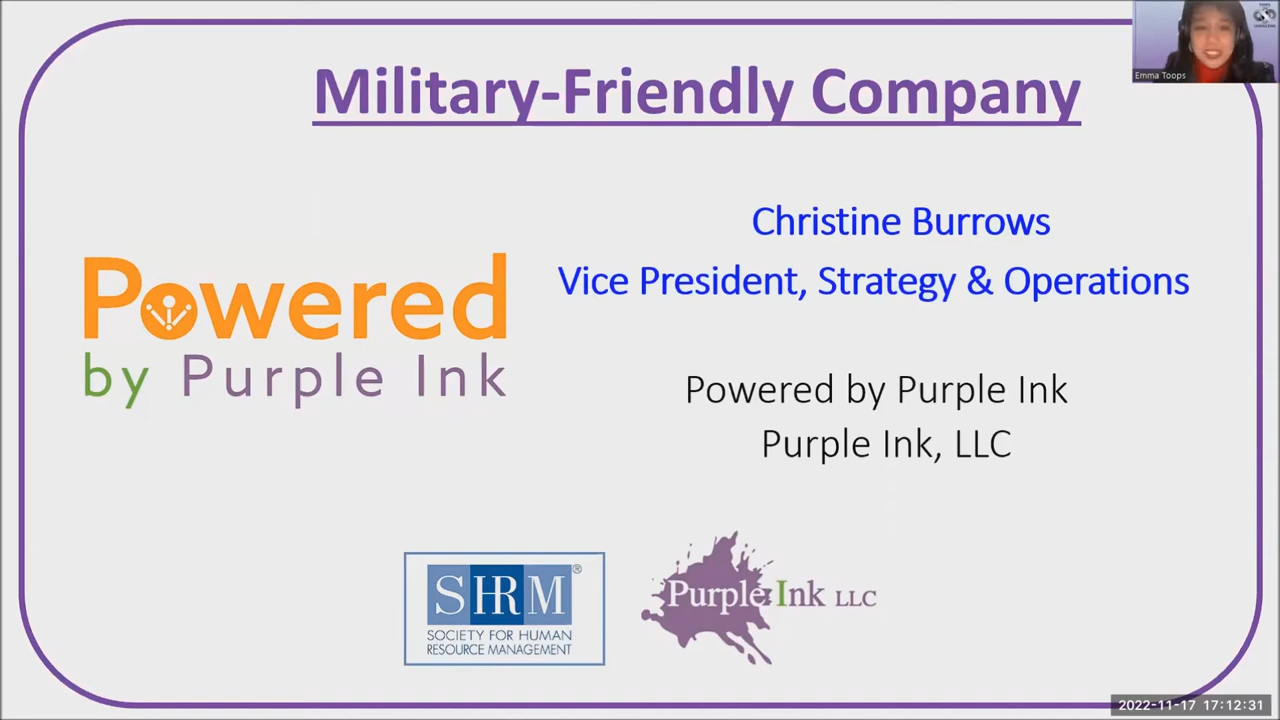 Military-Friendly Company
Emma Toops
Christine Burrows
Vice President, Strategy & Operations
Powered
by Purple Ink
Powered by Purple Ink
Purple Ink, LLC
SHRM®
SOCIETY FOR HUMAN
RESOURCE MANAGEMENT
Purple Ink LLC
2022-11-17 17:12:31